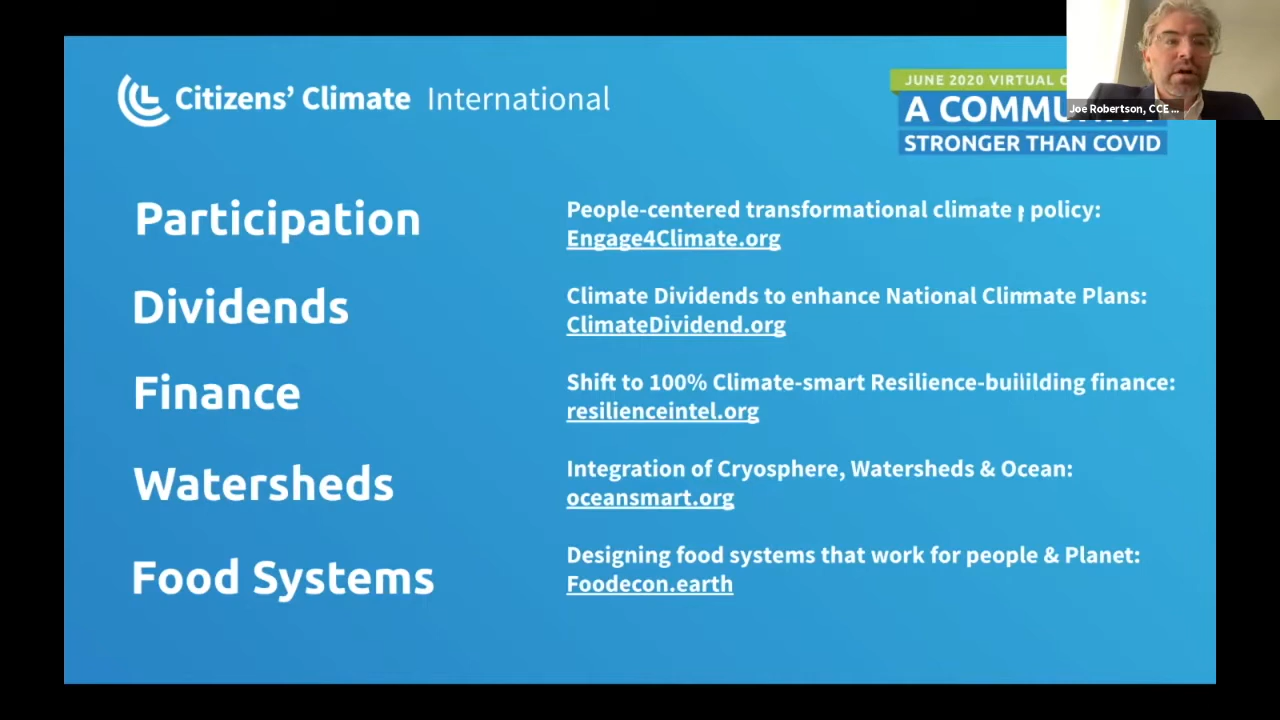 Citizens' Climate International
JUNE 2020 VIRTUAL
A COMMUNITY
STRONGER THAN COVID
Joe Robertson, CCE ...
Participation
People-centered transformational climate policy:
Engage4Climate.org
Dividends
Climate Dividends to enhance National Climate Plans:
ClimateDividend.org
Finance
Shift to 100% Climate-smart Resilience-building finance:
resilienceintel.org
Watersheds
Integration of Cryosphere, Watersheds & Ocean:
oceansmart.org
Food Systems
Designing food systems that work for people & Planet:
Foodecon.earth